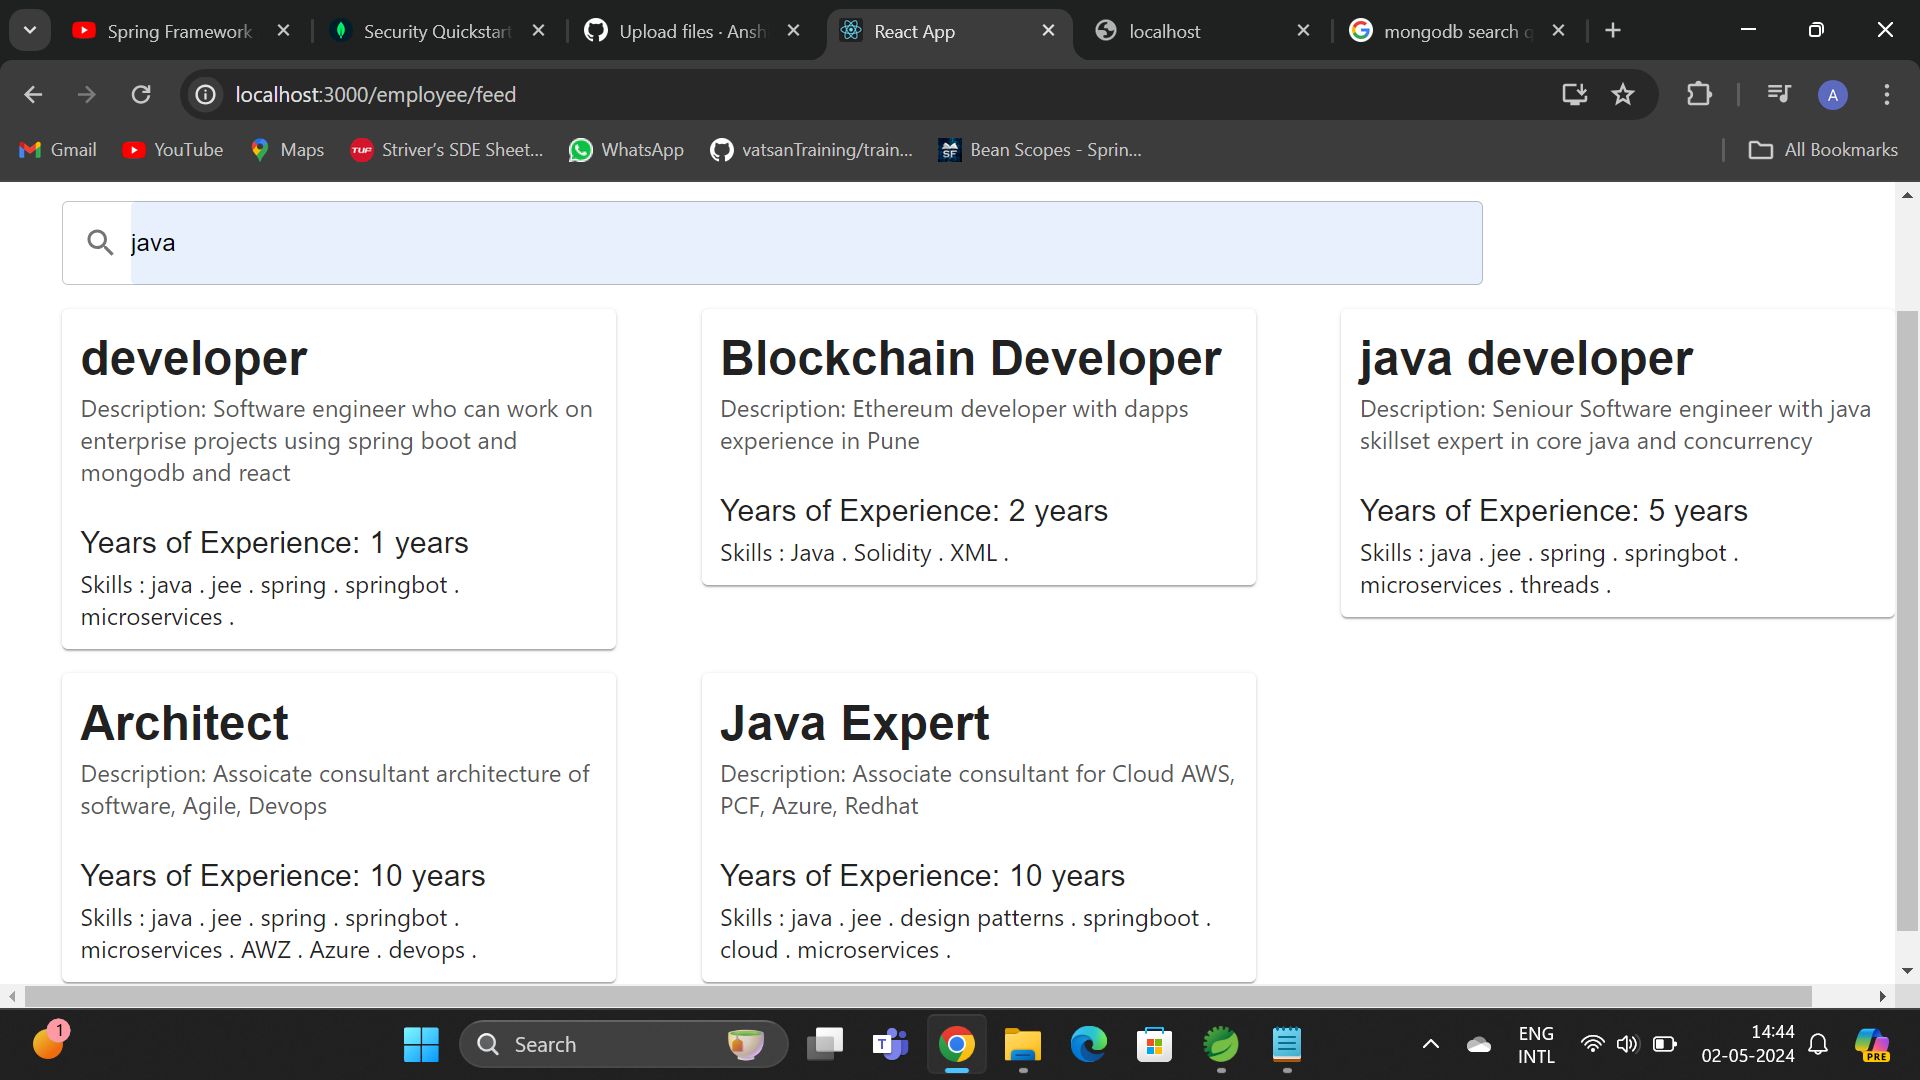 Spring Framework
Security Quickstart
Upload files · Ansh
React App
localhost
mongodb search q
localhost:3000/employee/feed
A
Gmail
YouTube
Maps
TUF
Striver's SDE Sheet...
WhatsApp
vatsanTraining/train...
SF
Bean Scopes - Sprin...
All Bookmarks
java
developer
Description: Software engineer who can work on
enterprise projects using spring boot and
mongodb and react
Years of Experience: 1 years
Skills : java . jee . spring . springbot .
microservices .
Blockchain Developer
Description: Ethereum developer with dapps
experience in Pune
Years of Experience: 2 years
Skills : Java . Solidity . XML .
java developer
Description: Seniour Software engineer with java
skillset expert in core java and concurrency
Years of Experience: 5 years
Skills : java . jee . spring . springbot .
microservices . threads .
Architect
Description: Assoicate consultant architecture of
software, Agile, Devops
Years of Experience: 10 years
Skills : java . jee . spring . springbot .
microservices . AWZ . Azure . devops .
Java Expert
Description: Associate consultant for Cloud AWS,
PCF, Azure, Redhat
Years of Experience: 10 years
Skills : java . jee . design patterns . springboot .
cloud . microservices .
1
Search
T
ENG
INTL
14:44
02-05-2024
PRE